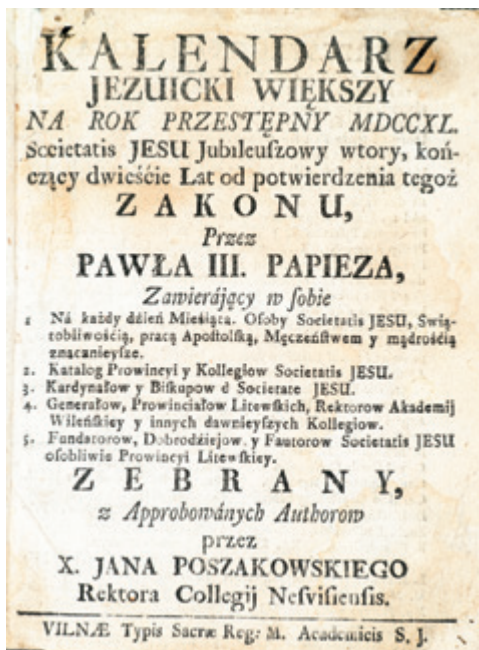 KALENDARZ
JEZUICKI WIĘKSZY
NA ROK PRZESTĘPNY MDCCXL.
Societatis JESU Jubileuſzowy wtory, koń-
czący dwieście Lat od potwierdzenia tegoż
ZAKONU,
Przez
PAWŁA III. PAPIEZA,
Zawierájący w ſobie
1 Ná każdy dźień Mieśiącá. Oſoby Societatis JESU, Świą-
tobliwośćią, pracą Apoſtolſką, Męczeńſtwem y mądrośćią
znacznieyſze.
2. Katalog Prowincyi y Kollegiow Societatis JESU.
3. Kardynałow y Biſkupow è Societate JESU.
4. Generałow, Prowinciałow Litewſkich, Rektorow Akademij
Wileńſkiey y innych dawnieyſzych Kollegiow.
5. Fundatorow, Dobrodźiejow y Fautorow Societatis JESU
oſobliwie Prowincyi Litewſkiey.
ZEBRANY,
z Approbowánych Authorow
przez
X. JANA POSZAKOWSKIEGO
Rektora Collegij Neſviſienſis.
VILNÆ Typis Sacræ Reg: M. Academicis S. J.